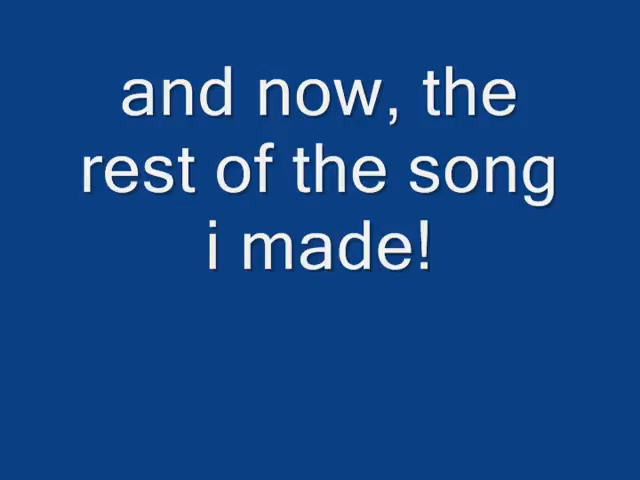 and now, the
rest of the song
i made!